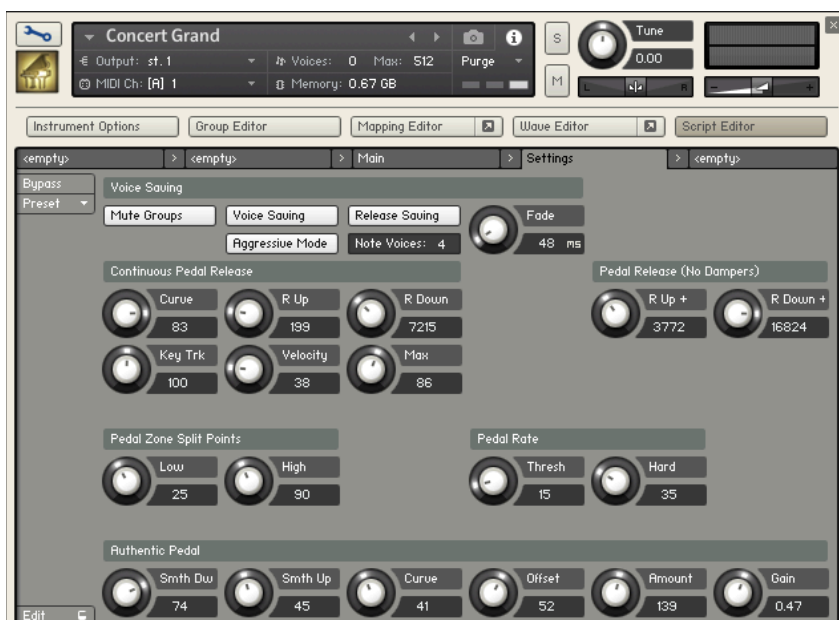 Concert Grand
Output: st.1 Voices: 0 Max: 512 Purge
MIDI Ch: [A] 1 Memory: 0.67 GB
S
M
Tune
0.00
L R
- +
Instrument Options Group Editor Mapping Editor Wave Editor Script Editor
<empty> > <empty> > Main > Settings > <empty>
Bypass
Preset
Voice Saving
Mute Groups Voice Saving Release Saving Fade
Aggressive Mode Note Voices: 4 48 ms
Continuous Pedal Release Pedal Release (No Dampers)
Curve R Up R Down R Up + R Down +
83 199 7215 3772 16824
Key Trk Velocity Max
100 38 86
Pedal Zone Split Points Pedal Rate
Low High Thresh Hard
25 90 15 35
Authentic Pedal
Smth Dw Smth Up Curve Offset Amount Gain
74 45 41 52 139 0.47
Edit